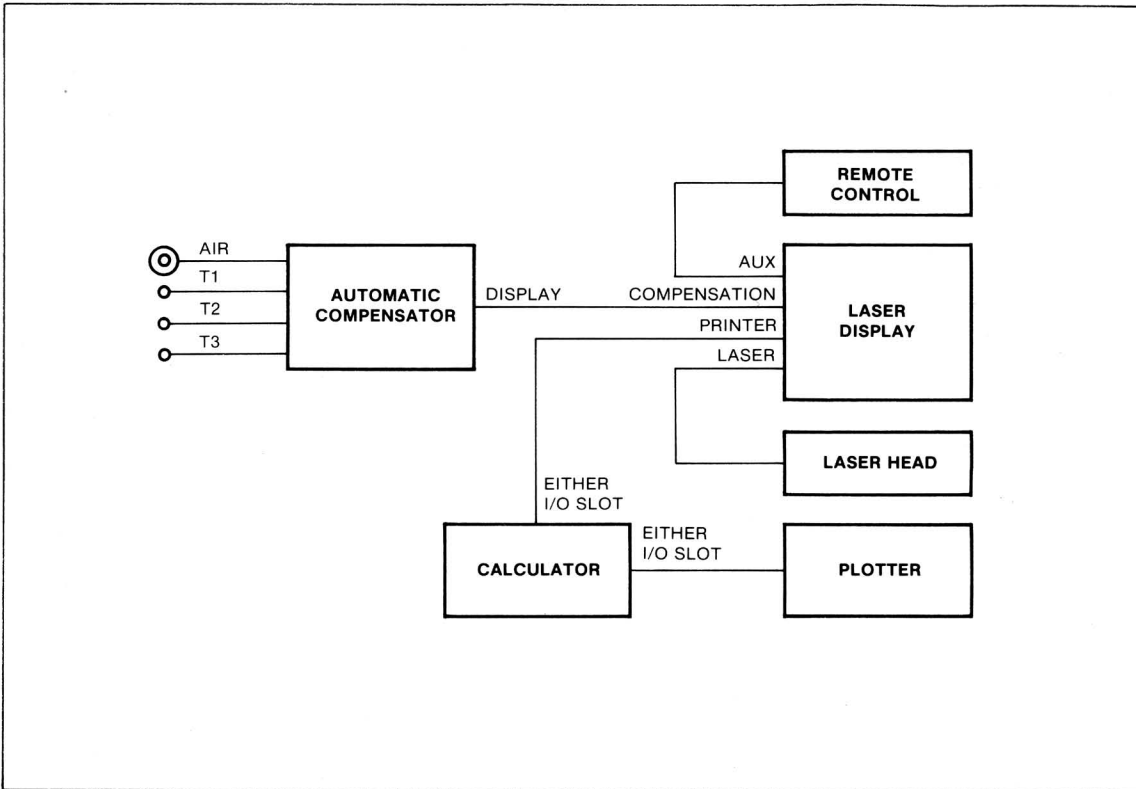 REMOTE
CONTROL
AIR
T1
T2
T3
AUTOMATIC
COMPENSATOR
DISPLAY
AUX
COMPENSATION
PRINTER
LASER
LASER
DISPLAY
LASER HEAD
EITHER
I/O SLOT
CALCULATOR
EITHER
I/O SLOT
PLOTTER